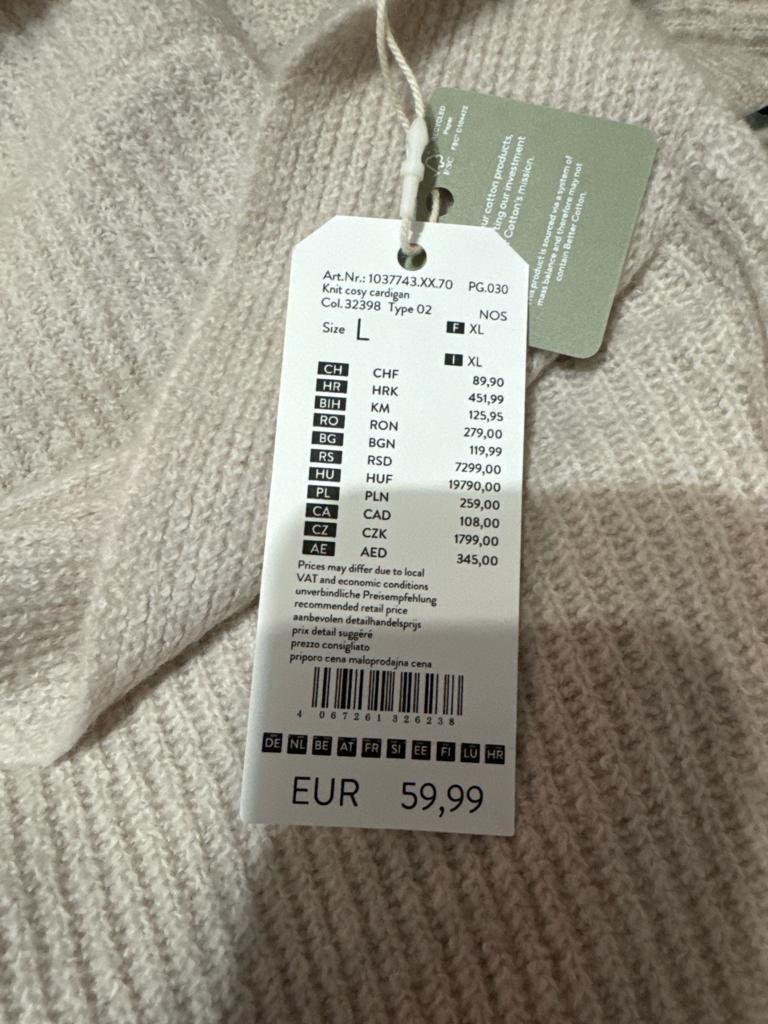 Art.Nr.: 1037743.XX.70 PG.030
Knit cosy cardigan
Col.32398 Type 02 NOS
Size L F XL
I XL
CH CHF 89,90
HR HRK 451,99
BIH KM 125,95
RO RON 279,00
BG BGN 119,99
RS RSD 7299,00
HU HUF 19790,00
PL PLN 259,00
CA CAD 108,00
CZ CZK 1799,00
AE AED 345,00
Prices may differ due to local
VAT and economic conditions
unverbindliche Preisempfehlung
recommended retail price
aanbevolen detailhandelsprijs
prix detail suggéré
prezzo consigliato
priporo cena maloprodajna cena
4 067261 326238
DE NL BE AT FR SI EE FI LU HR
EUR 59,99
Paper
FSC® C106472
cotton products,
our investment
Cotton's mission.
product is sourced via a system of
mass balance and therefore may not
contain Better Cotton.